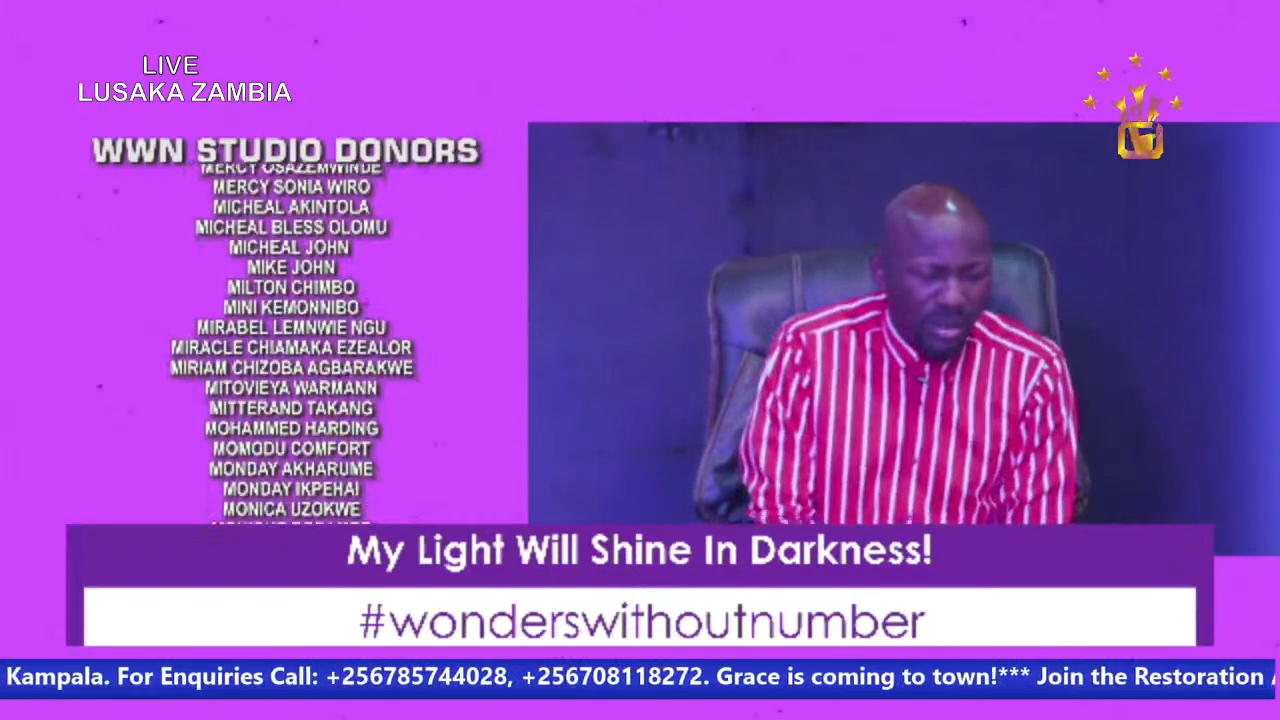 LIVE
LUSAKA ZAMBIA
WWN STUDIO DONORS
MERCY OSAZEMWINDE
MERCY SONIA WIRO
MICHEAL AKINTOLA
MICHEAL BLESS OLOMU
MICHEAL JOHN
MIKE JOHN
MILTON CHIMBO
MINI KEMONNIBO
MIRABEL LEMNWIE NGU
MIRACLE CHIAMAKA EZEALOR
MIRIAM CHIZOBA AGBARAKWE
MITOVIEYA WARMANN
MITTERAND TAKANG
MOHAMMED HARDING
MOMODU COMFORT
MONDAY AKHARUME
MONDAY IKPEHAI
MONICA UZOKWE
My Light Will Shine In Darkness!
#wonderswithoutnumber
Kampala. For Enquiries Call: +256785744028, +256708118272. Grace is coming to town!*** Join the Restoration